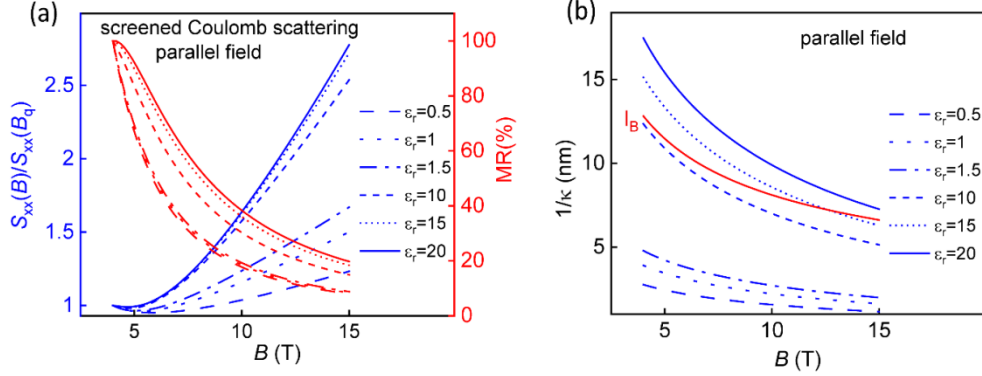 (a)
screened Coulomb scattering
parallel field
S_xx(B)/S_xx(B_q)
2.5
2
1.5
1
5
10
15
B (T)
100
80
60
40
20
0
MR(%)
ε_r=0.5
ε_r=1
ε_r=1.5
ε_r=10
ε_r=15
ε_r=20
(b)
parallel field
1/κ (nm)
15
10
5
l_B
5
10
15
B (T)
ε_r=0.5
ε_r=1
ε_r=1.5
ε_r=10
ε_r=15
ε_r=20